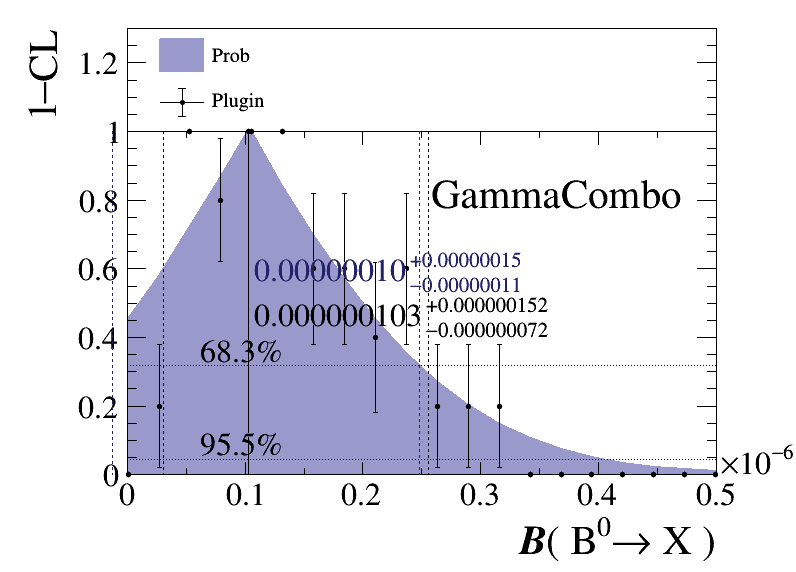 1–CL
1.2
1
0.8
0.6
0.4
0.2
0
Prob
Plugin
GammaCombo
0.00000010 +0.00000015 −0.00000011
0.000000103 +0.000000152 −0.000000072
68.3%
95.5%
0 0.1 0.2 0.3 0.4 0.5
×10⁻⁶
B( B⁰→ X )